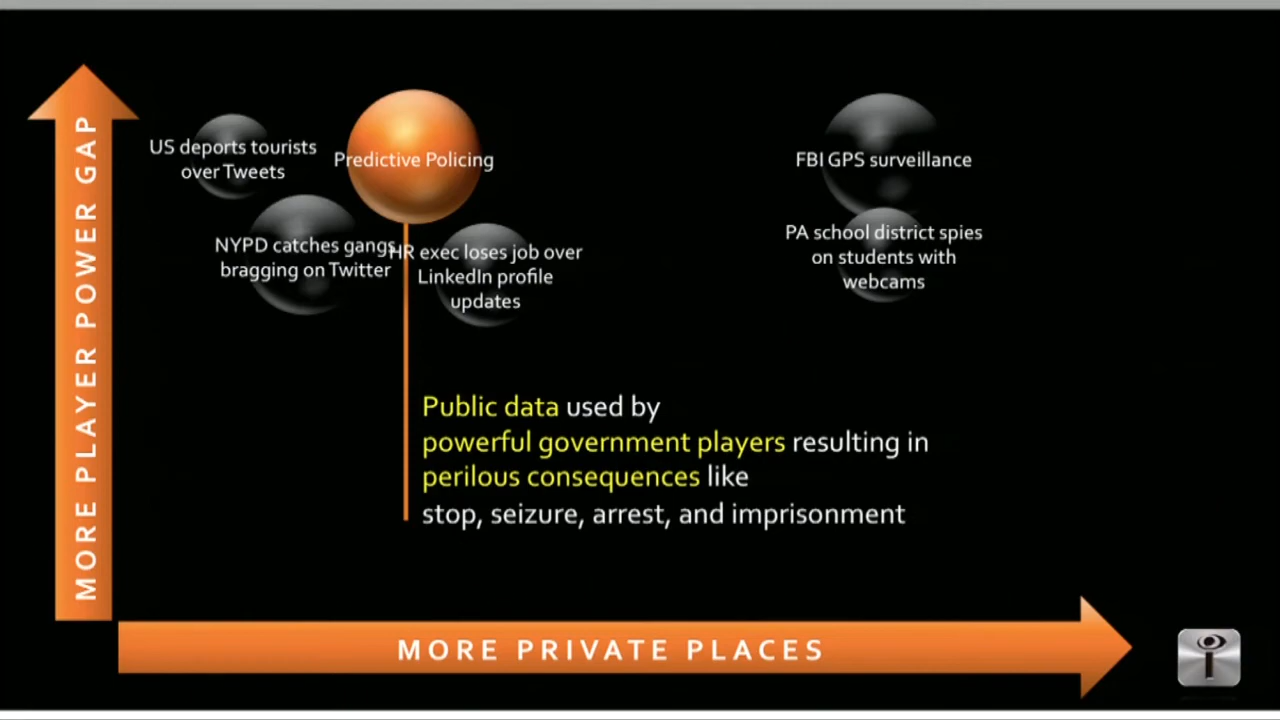 MORE PLAYER POWER GAP
US deports tourists
over Tweets
Predictive Policing
FBI GPS surveillance
NYPD catches gangs
bragging on Twitter
HR exec loses job over
LinkedIn profile
updates
PA school district spies
on students with
webcams
Public data used by
powerful government players resulting in
perilous consequences like
stop, seizure, arrest, and imprisonment
MORE PRIVATE PLACES